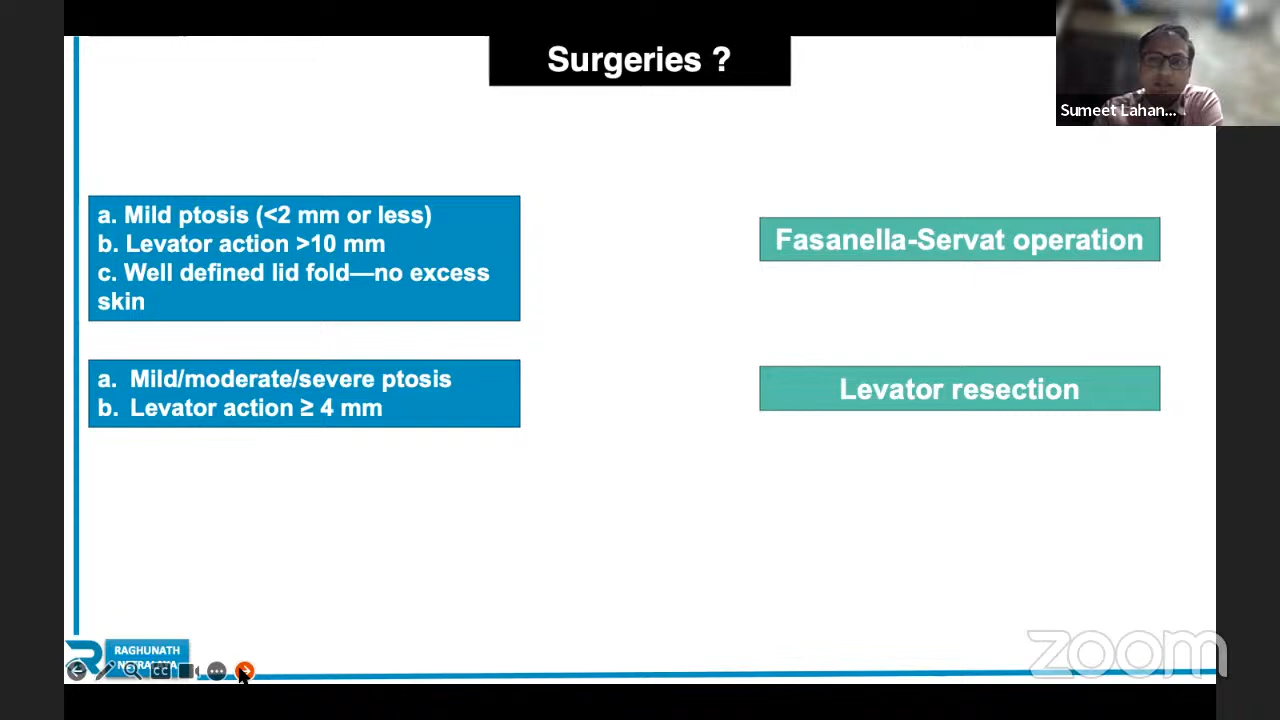 Surgeries ?
Sumeet Lahan...
a. Mild ptosis (<2 mm or less)
b. Levator action >10 mm
c. Well defined lid fold—no excess
skin
Fasanella-Servat operation
a. Mild/moderate/severe ptosis
b. Levator action ≥ 4 mm
Levator resection
RAGHUNATH
CC
zoom